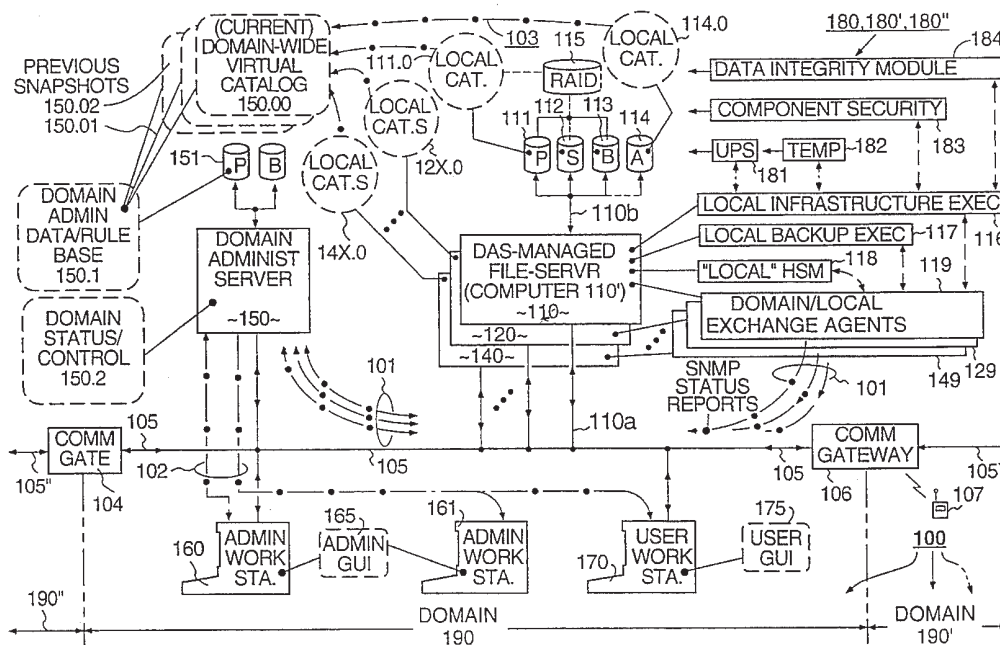 (CURRENT)
DOMAIN-WIDE
VIRTUAL
CATALOG
150.00
PREVIOUS
SNAPSHOTS
150.02
150.01
103
111.0
LOCAL
CAT.
115
RAID
LOCAL
CAT.
114.0
180,180',180"
184
DATA INTEGRITY MODULE
COMPONENT SECURITY
183
UPS
181
TEMP
182
LOCAL
CAT.S
12X.0
LOCAL
CAT.S
14X.0
111
112
113
114
P
S
B
A
110b
151
P
B
DOMAIN
ADMIN
DATA/RULE
BASE
150.1
DOMAIN
ADMINIST
SERVER
~150~
DOMAIN
STATUS/
CONTROL
150.2
DAS-MANAGED
FILE-SERVR
(COMPUTER 110')
~110~
~120~
~140~
LOCAL INFRASTRUCTURE EXEC
116
LOCAL BACKUP EXEC
117
"LOCAL" HSM
118
119
DOMAIN/LOCAL
EXCHANGE AGENTS
129
149
101
SNMP
STATUS
REPORTS
101
110a
COMM
GATE
104
105
105"
102
105
105
COMM
GATEWAY
106
105'
107
100
160
ADMIN
WORK
STA.
165
ADMIN
GUI
161
ADMIN
WORK
STA.
170
USER
WORK
STA.
175
USER
GUI
190"
DOMAIN
190
DOMAIN
190'